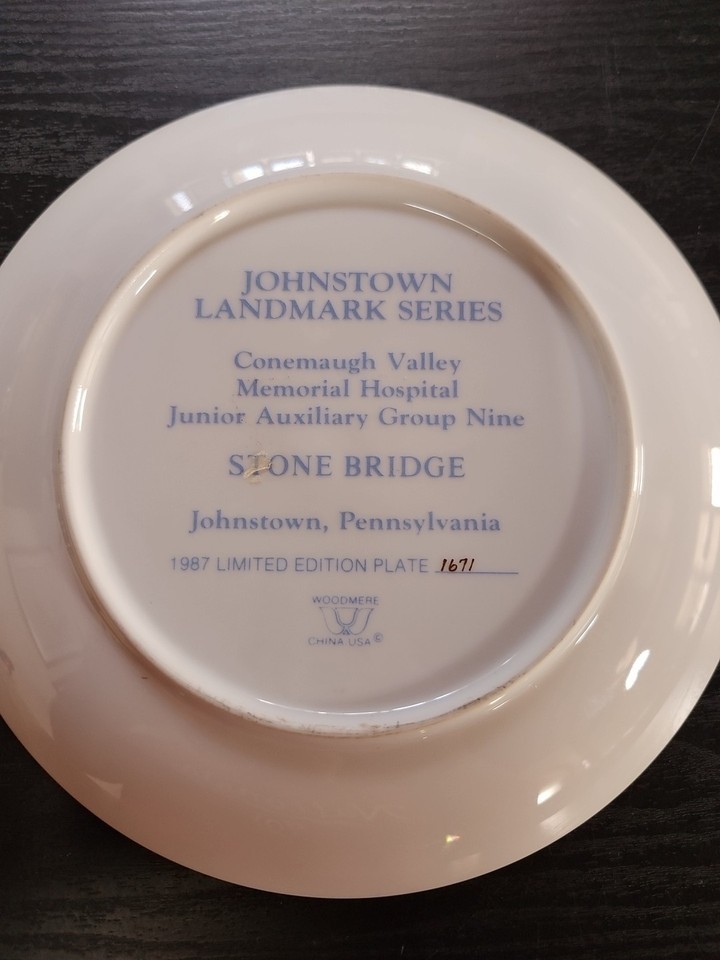 JOHNSTOWN
LANDMARK SERIES
Conemaugh Valley
Memorial Hospital
Junior Auxiliary Group Nine
STONE BRIDGE
Johnstown, Pennsylvania
1987 LIMITED EDITION PLATE 1671
WOODMERE
CHINA USA ©